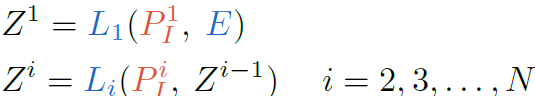 Z^1 = L_1(P_I^1, E)
Z^i = L_i(P_I^i, Z^{i-1}) i = 2, 3, . . . , N